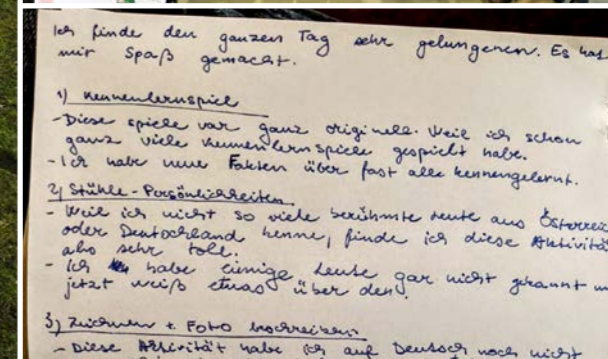 Ich finde den ganzen Tag sehr gelungenen. Es hat
mir Spaß gemacht.
1) Kennenlernspiel
- Diese spiele var ganz originell. Weil ich schon
ganz viele Kennenlernspiele gespielt habe.
- Ich habe neue Fakten über fast alle kennengelernt.
2) Stühle - Persönlichkeiten
- Weil ich nicht so viele berühmte Leute aus Österreich
oder Deutschland kenne, finde ich diese Aktivität
also sehr toll.
- Ich habe einige Leute gar nicht gekannt und
jetzt weiß etwas über den.
3) Zeichnen + Foto beschreiben
- Diese Aktivität habe ich auf Deutsch noch nicht